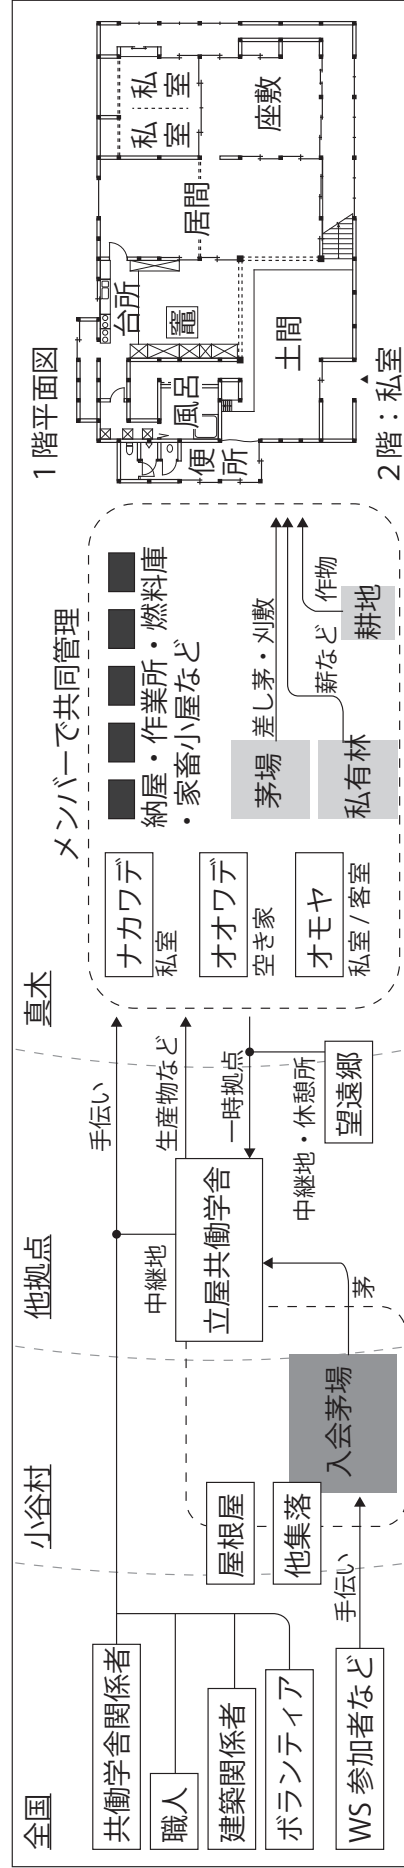 全国
小谷村
他拠点
真木
共働学舎関係者
職人
建築関係者
ボランティア
WS 参加者など
手伝い
屋根屋
他集落
入会茅場
茅
手伝い
中継地
立屋共働学舎
生産物など
一時拠点
中継地・休憩所
望遠郷
メンバーで共同管理
ナカワデ
私室
オオワデ
空き家
オモヤ
私室 / 客室
納屋・作業所・燃料庫
・家畜小屋など
茅場
差し茅・刈敷
私有林
薪など
耕地
作物
1階平面図
便所
風呂
台所
竈
土間
居間
私室
私室
座敷
2階：私室